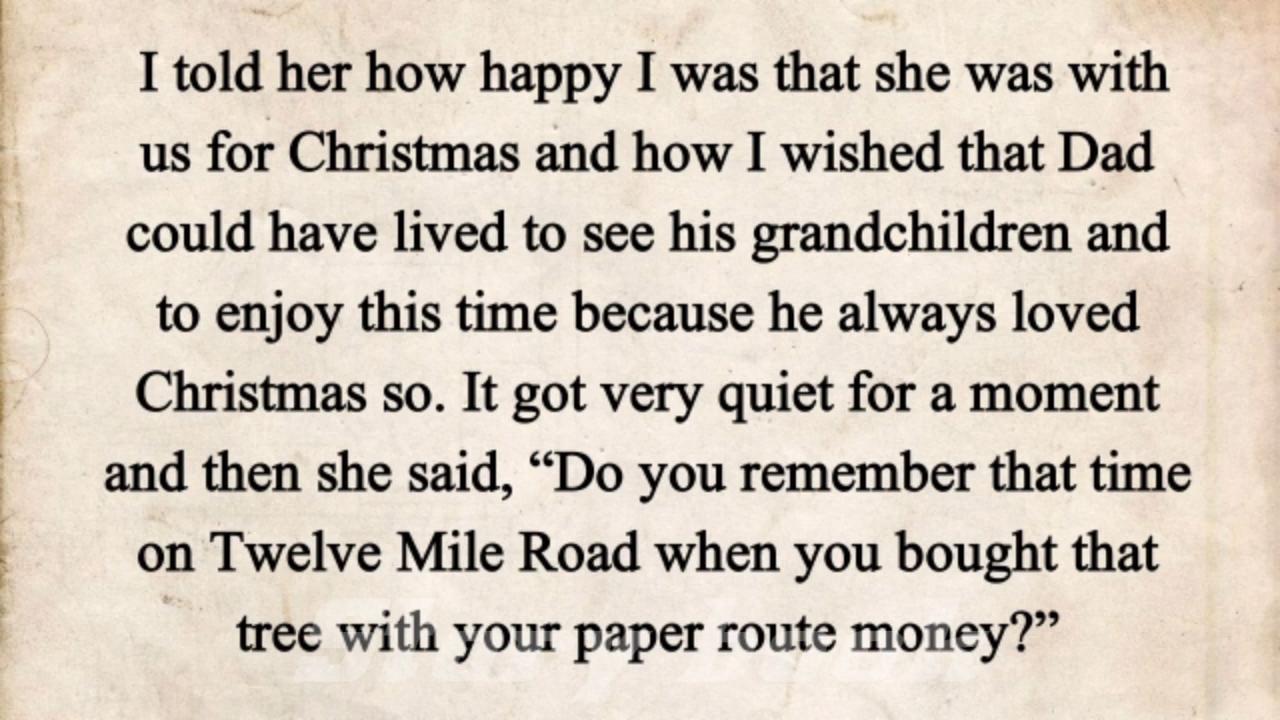 I told her how happy I was that she was with
us for Christmas and how I wished that Dad
could have lived to see his grandchildren and
to enjoy this time because he always loved
Christmas so. It got very quiet for a moment
and then she said, “Do you remember that time
on Twelve Mile Road when you bought that
tree with your paper route money?”